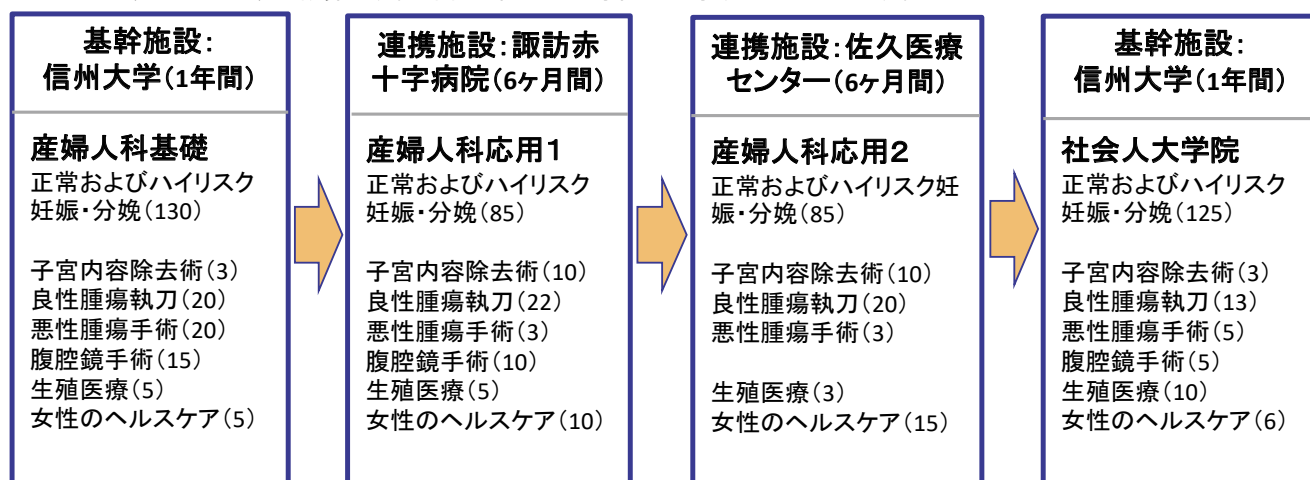 基幹施設：
信州大学（1年間）
産婦人科基礎
正常およびハイリスク
妊娠・分娩（130）
子宮内容除去術（3）
良性腫瘍執刀（20）
悪性腫瘍手術（20）
腹腔鏡手術（15）
生殖医療（5）
女性のヘルスケア（5）
連携施設：諏訪赤
十字病院（6ヶ月間）
産婦人科応用１
正常およびハイリスク
妊娠・分娩（85）
子宮内容除去術（10）
良性腫瘍執刀（22）
悪性腫瘍手術（3）
腹腔鏡手術（10）
生殖医療（5）
女性のヘルスケア（10）
連携施設：佐久医療
センター（6ヶ月間）
産婦人科応用２
正常およびハイリスク妊
娠・分娩（85）
子宮内容除去術（10）
良性腫瘍執刀（20）
悪性腫瘍手術（3）
生殖医療（3）
女性のヘルスケア（15）
基幹施設：
信州大学（1年間）
社会人大学院
正常およびハイリスク
妊娠・分娩（125）
子宮内容除去術（3）
良性腫瘍執刀（13）
悪性腫瘍手術（5）
腹腔鏡手術（5）
生殖医療（10）
女性のヘルスケア（6）